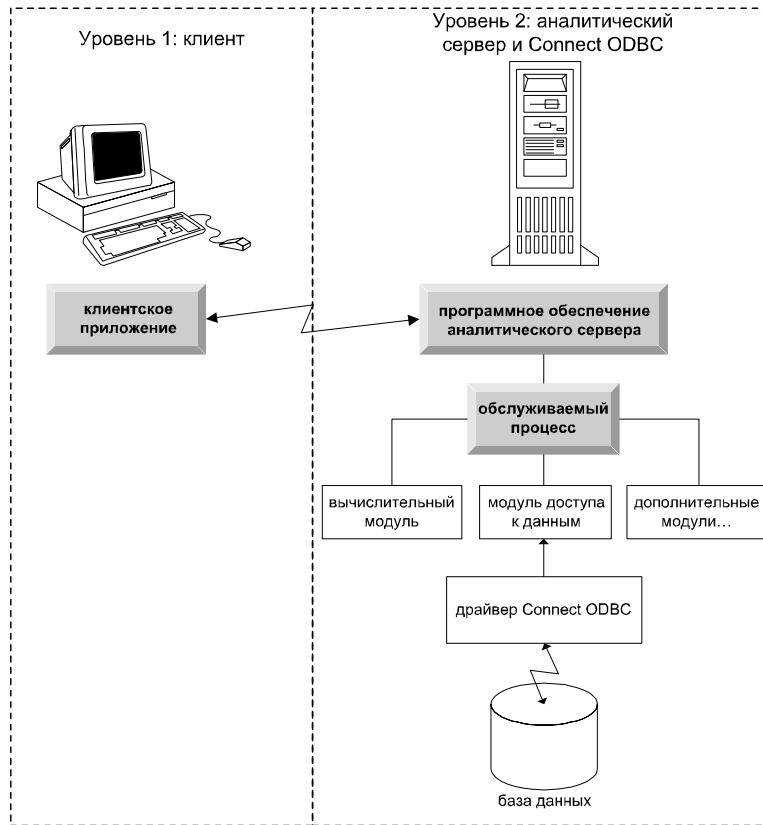 Уровень 1: клиент
Уровень 2: аналитический
сервер и Connect ODBC
клиентское
приложение
программное обеспечение
аналитического сервера
обслуживаемый
процесс
вычислительный
модуль
модуль доступа
к данным
дополнительные
модули...
драйвер Connect ODBC
база данных